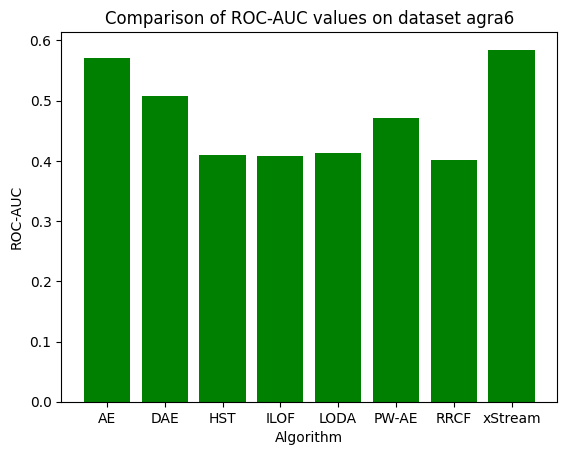 Comparison of ROC-AUC values on dataset agra6
ROC-AUC
0.6
0.5
0.4
0.3
0.2
0.1
0.0
AE DAE HST ILOF LODA PW-AE RRCF xStream
Algorithm